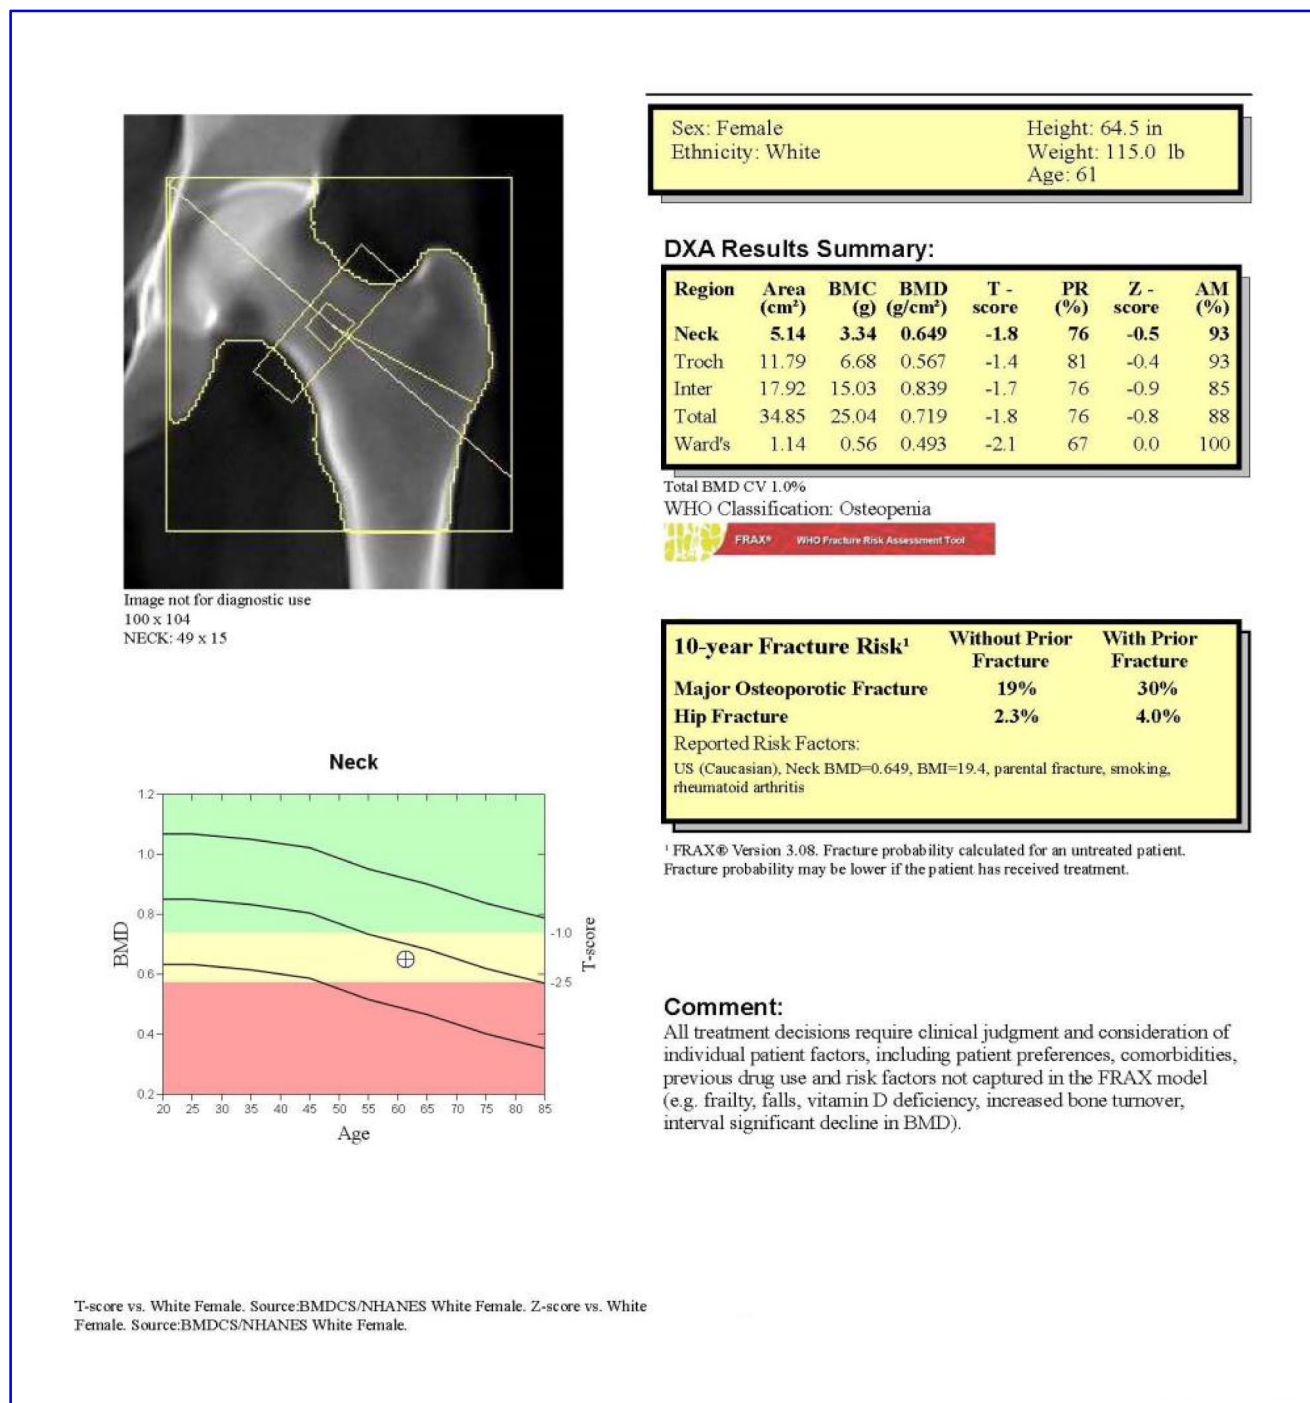 Sex: Female
Ethnicity: White
Height: 64.5 in
Weight: 115.0 lb
Age: 61
DXA Results Summary:
Region Area (cm²) BMC (g) BMD (g/cm²) T - score PR (%) Z - score AM (%)
Neck 5.14 3.34 0.649 -1.8 76 -0.5 93
Troch 11.79 6.68 0.567 -1.4 81 -0.4 93
Inter 17.92 15.03 0.839 -1.7 76 -0.9 85
Total 34.85 25.04 0.719 -1.8 76 -0.8 88
Ward's 1.14 0.56 0.493 -2.1 67 0.0 100
Total BMD CV 1.0%
WHO Classification: Osteopenia
FRAX® WHO Fracture Risk Assessment Tool
Image not for diagnostic use
100 x 104
NECK: 49 x 15
10-year Fracture Risk¹ Without Prior Fracture With Prior Fracture
Major Osteoporotic Fracture 19% 30%
Hip Fracture 2.3% 4.0%
Reported Risk Factors:
US (Caucasian), Neck BMD=0.649, BMI=19.4, parental fracture, smoking,
rheumatoid arthritis
¹ FRAX® Version 3.08. Fracture probability calculated for an untreated patient.
Fracture probability may be lower if the patient has received treatment.
Neck
1.2
1.0
0.8
0.6
0.4
0.2
BMD
-1.0
-2.5
T-score
20 25 30 35 40 45 50 55 60 65 70 75 80 85
Age
Comment:
All treatment decisions require clinical judgment and consideration of
individual patient factors, including patient preferences, comorbidities,
previous drug use and risk factors not captured in the FRAX model
(e.g. frailty, falls, vitamin D deficiency, increased bone turnover,
interval significant decline in BMD).
T-score vs. White Female. Source:BMDCS/NHANES White Female. Z-score vs. White
Female. Source:BMDCS/NHANES White Female.